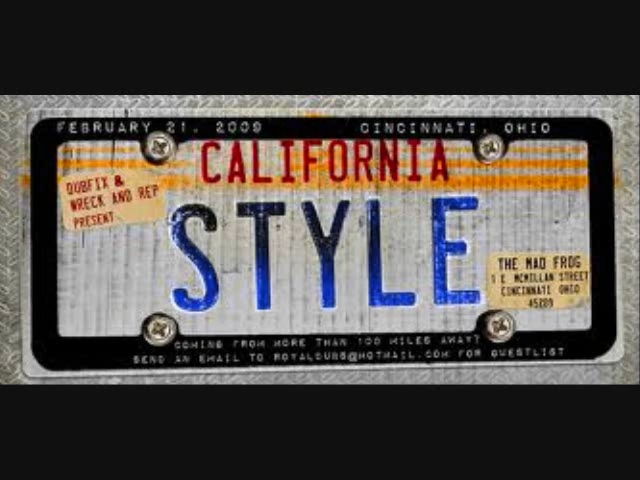 FEBRUARY 21, 2009 CINCINNATI, OHIO
CALIFORNIA
DUBFIX &
WRECK AND REP
PRESENT
STYLE
THE MAD FROG
1 E MCMILLAN STREET
CINCINNATI OHIO
45209
COMING FROM MORE THAN 100 MILES AWAY?
SEND AN EMAIL TO ROYALDUBS@HOTMAIL.COM FOR GUESTLIST